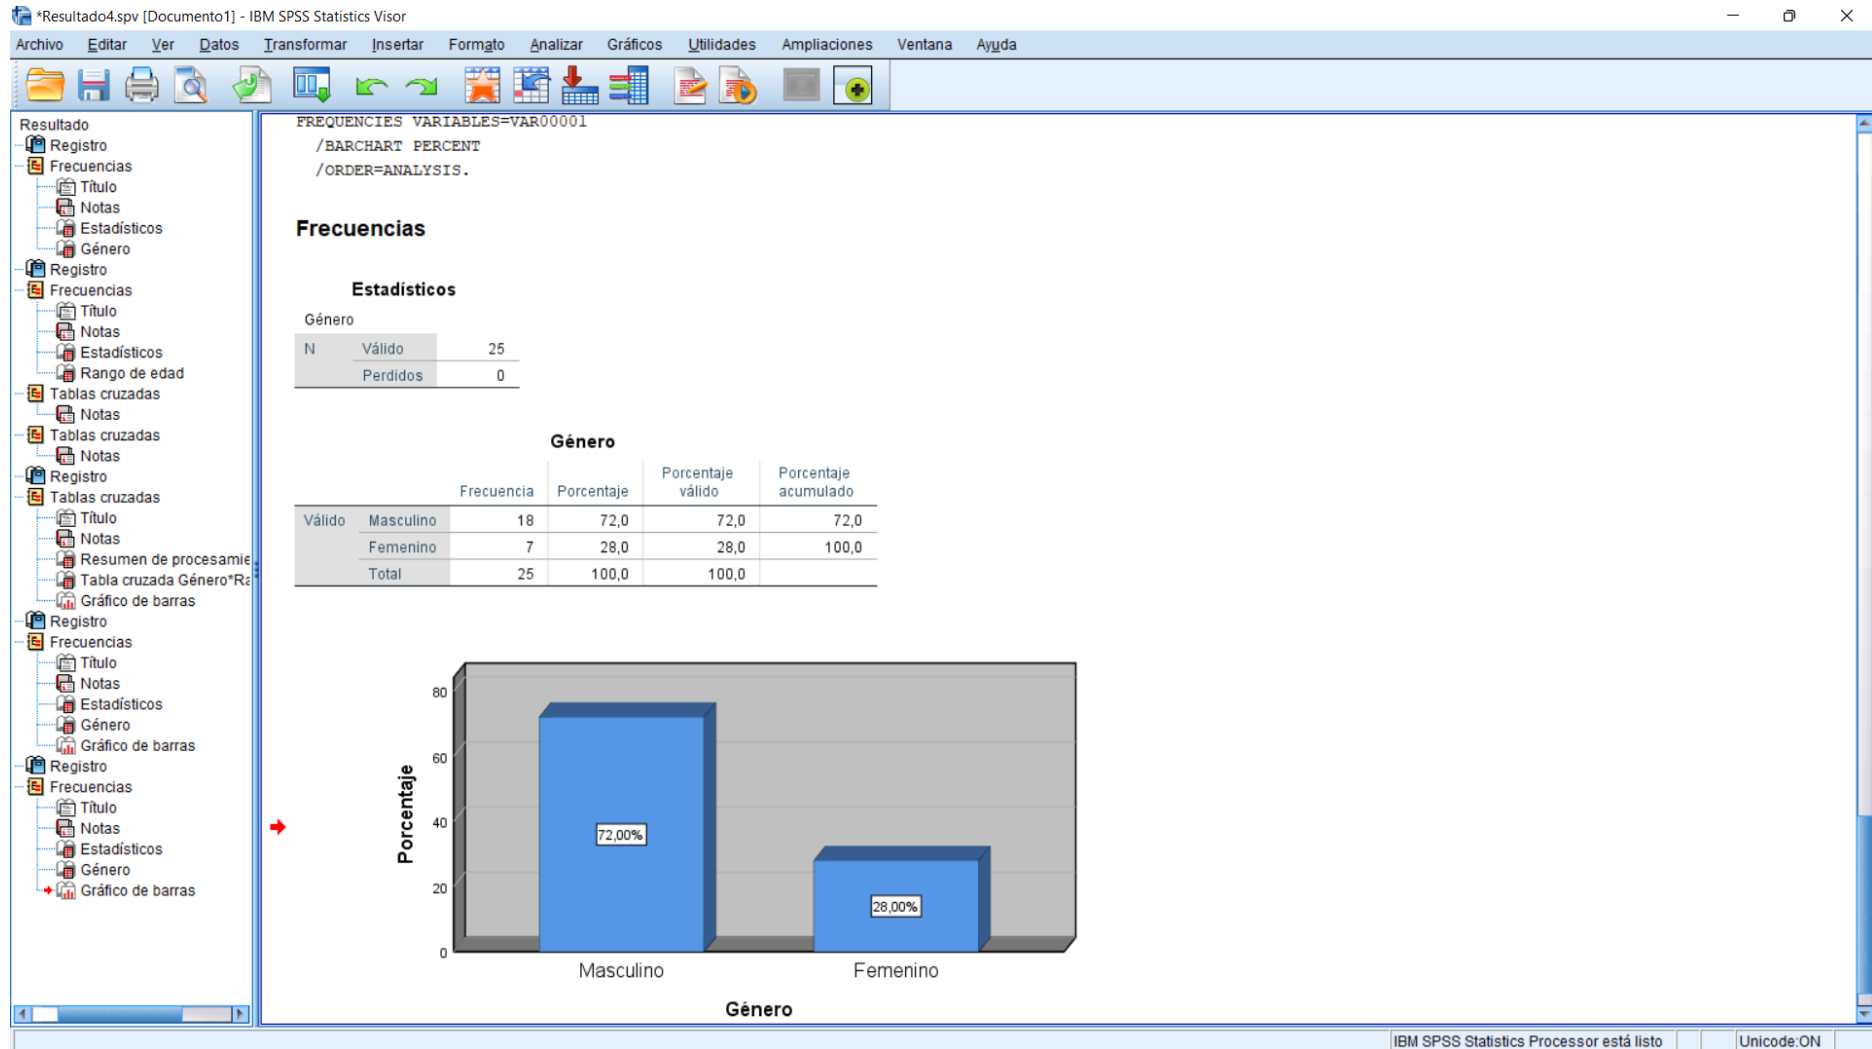 *Resultado4.spv [Documento1] - IBM SPSS Statistics Visor
Archivo Editar Ver Datos Transformar Insertar Formato Analizar Gráficos Utilidades Ampliaciones Ventana Ayuda
Resultado
Registro
Frecuencias
Título
Notas
Estadísticos
Género
Registro
Frecuencias
Título
Notas
Estadísticos
Rango de edad
Tablas cruzadas
Notas
Tablas cruzadas
Notas
Registro
Tablas cruzadas
Título
Notas
Resumen de procesamie
Tabla cruzada Género*Ra
Gráfico de barras
Registro
Frecuencias
Título
Notas
Estadísticos
Género
Gráfico de barras
Registro
Frecuencias
Título
Notas
Estadísticos
Género
Gráfico de barras
FREQUENCIES VARIABLES=VAR00001
/BARCHART PERCENT
/ORDER=ANALYSIS.
Frecuencias
Estadísticos
Género
N Válido 25
Perdidos 0
Género
Frecuencia Porcentaje Porcentaje válido Porcentaje acumulado
Válido Masculino 18 72,0 72,0 72,0
Femenino 7 28,0 28,0 100,0
Total 25 100,0 100,0
Porcentaje
80
60
40
20
0
72,00%
28,00%
Masculino Femenino
Género
IBM SPSS Statistics Processor está listo Unicode:ON